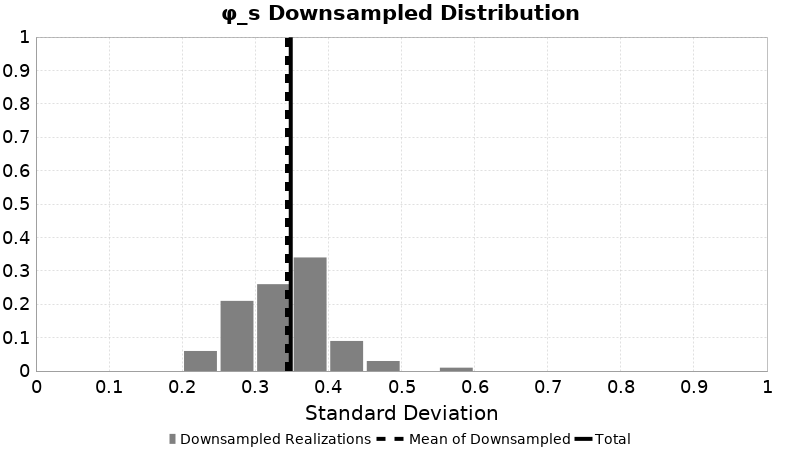 φ_s Downsampled Distribution
1
0.9
0.8
0.7
0.6
0.5
0.4
0.3
0.2
0.1
0
0 0.1 0.2 0.3 0.4 0.5 0.6 0.7 0.8 0.9 1
Standard Deviation
Downsampled Realizations Mean of Downsampled Total